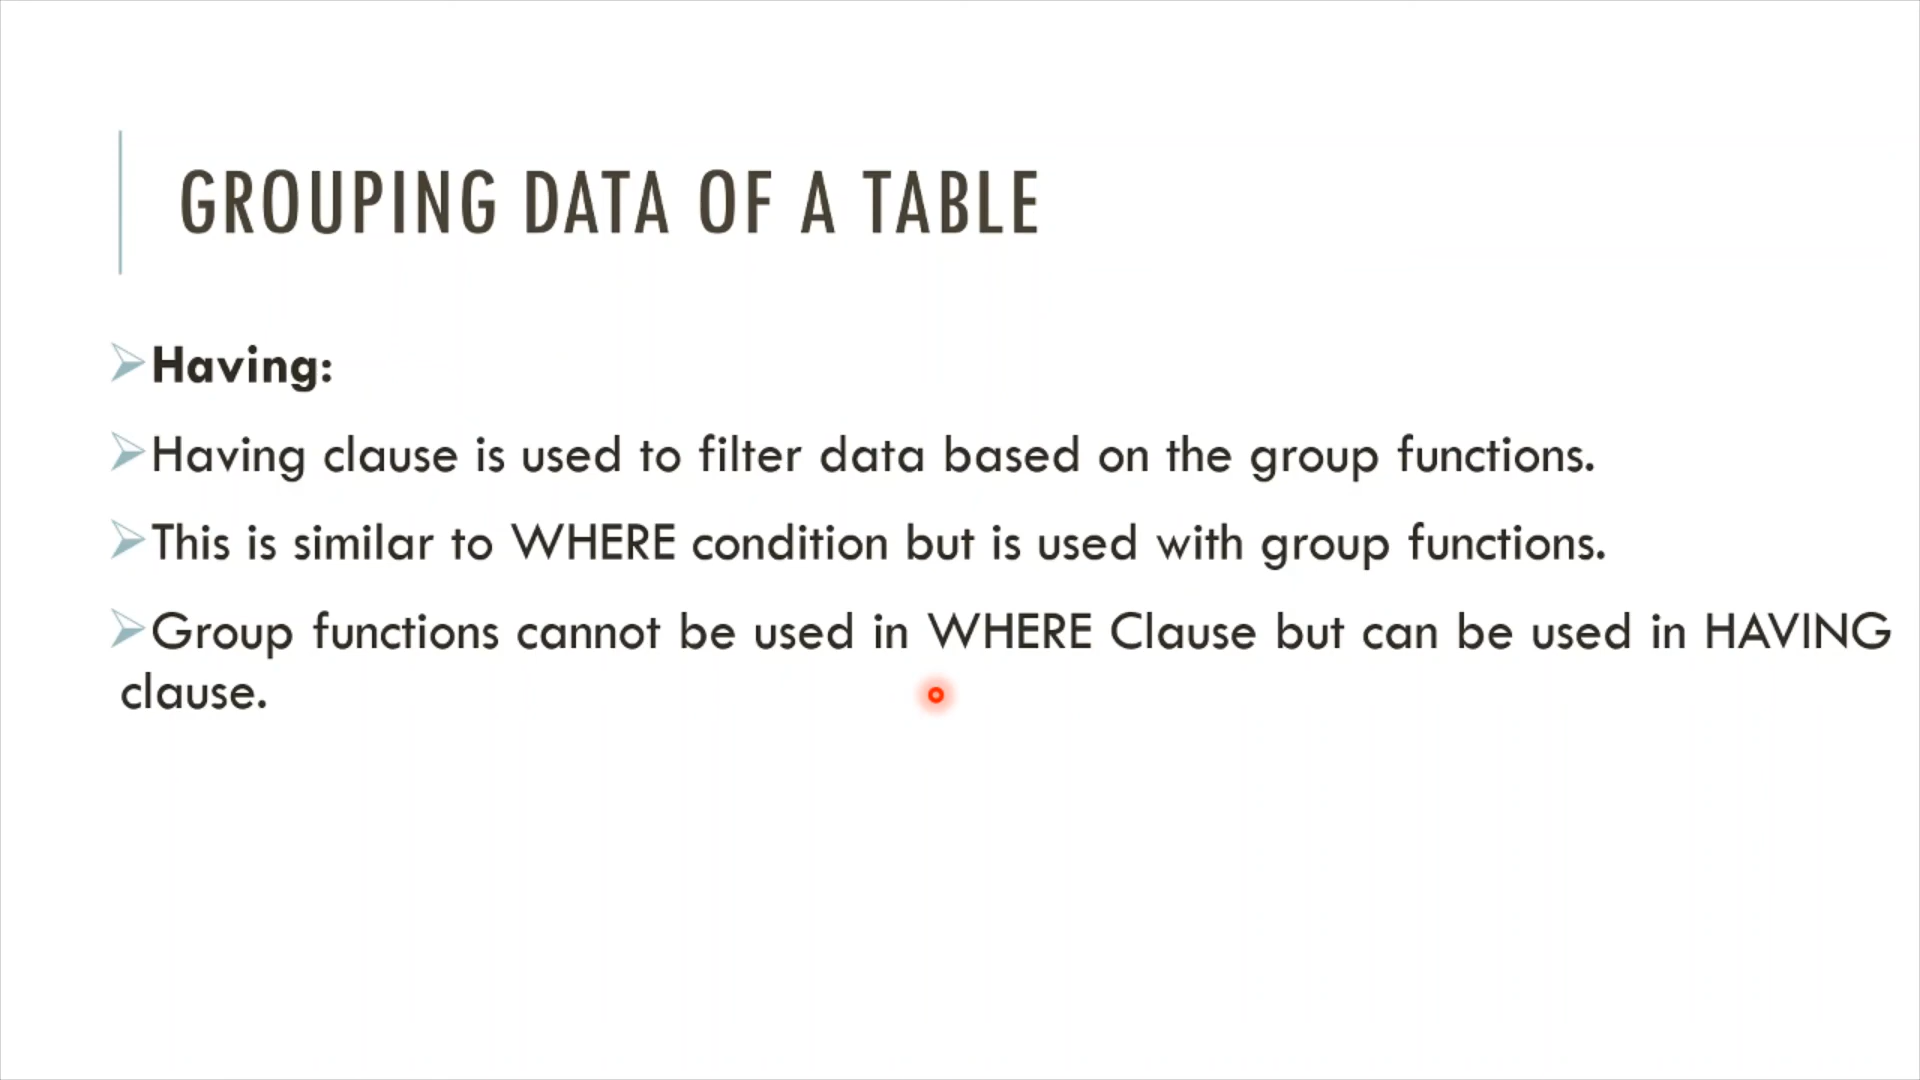 GROUPING DATA OF A TABLE
Having:
Having clause is used to filter data based on the group functions.
This is similar to WHERE condition but is used with group functions.
Group functions cannot be used in WHERE Clause but can be used in HAVING
clause.